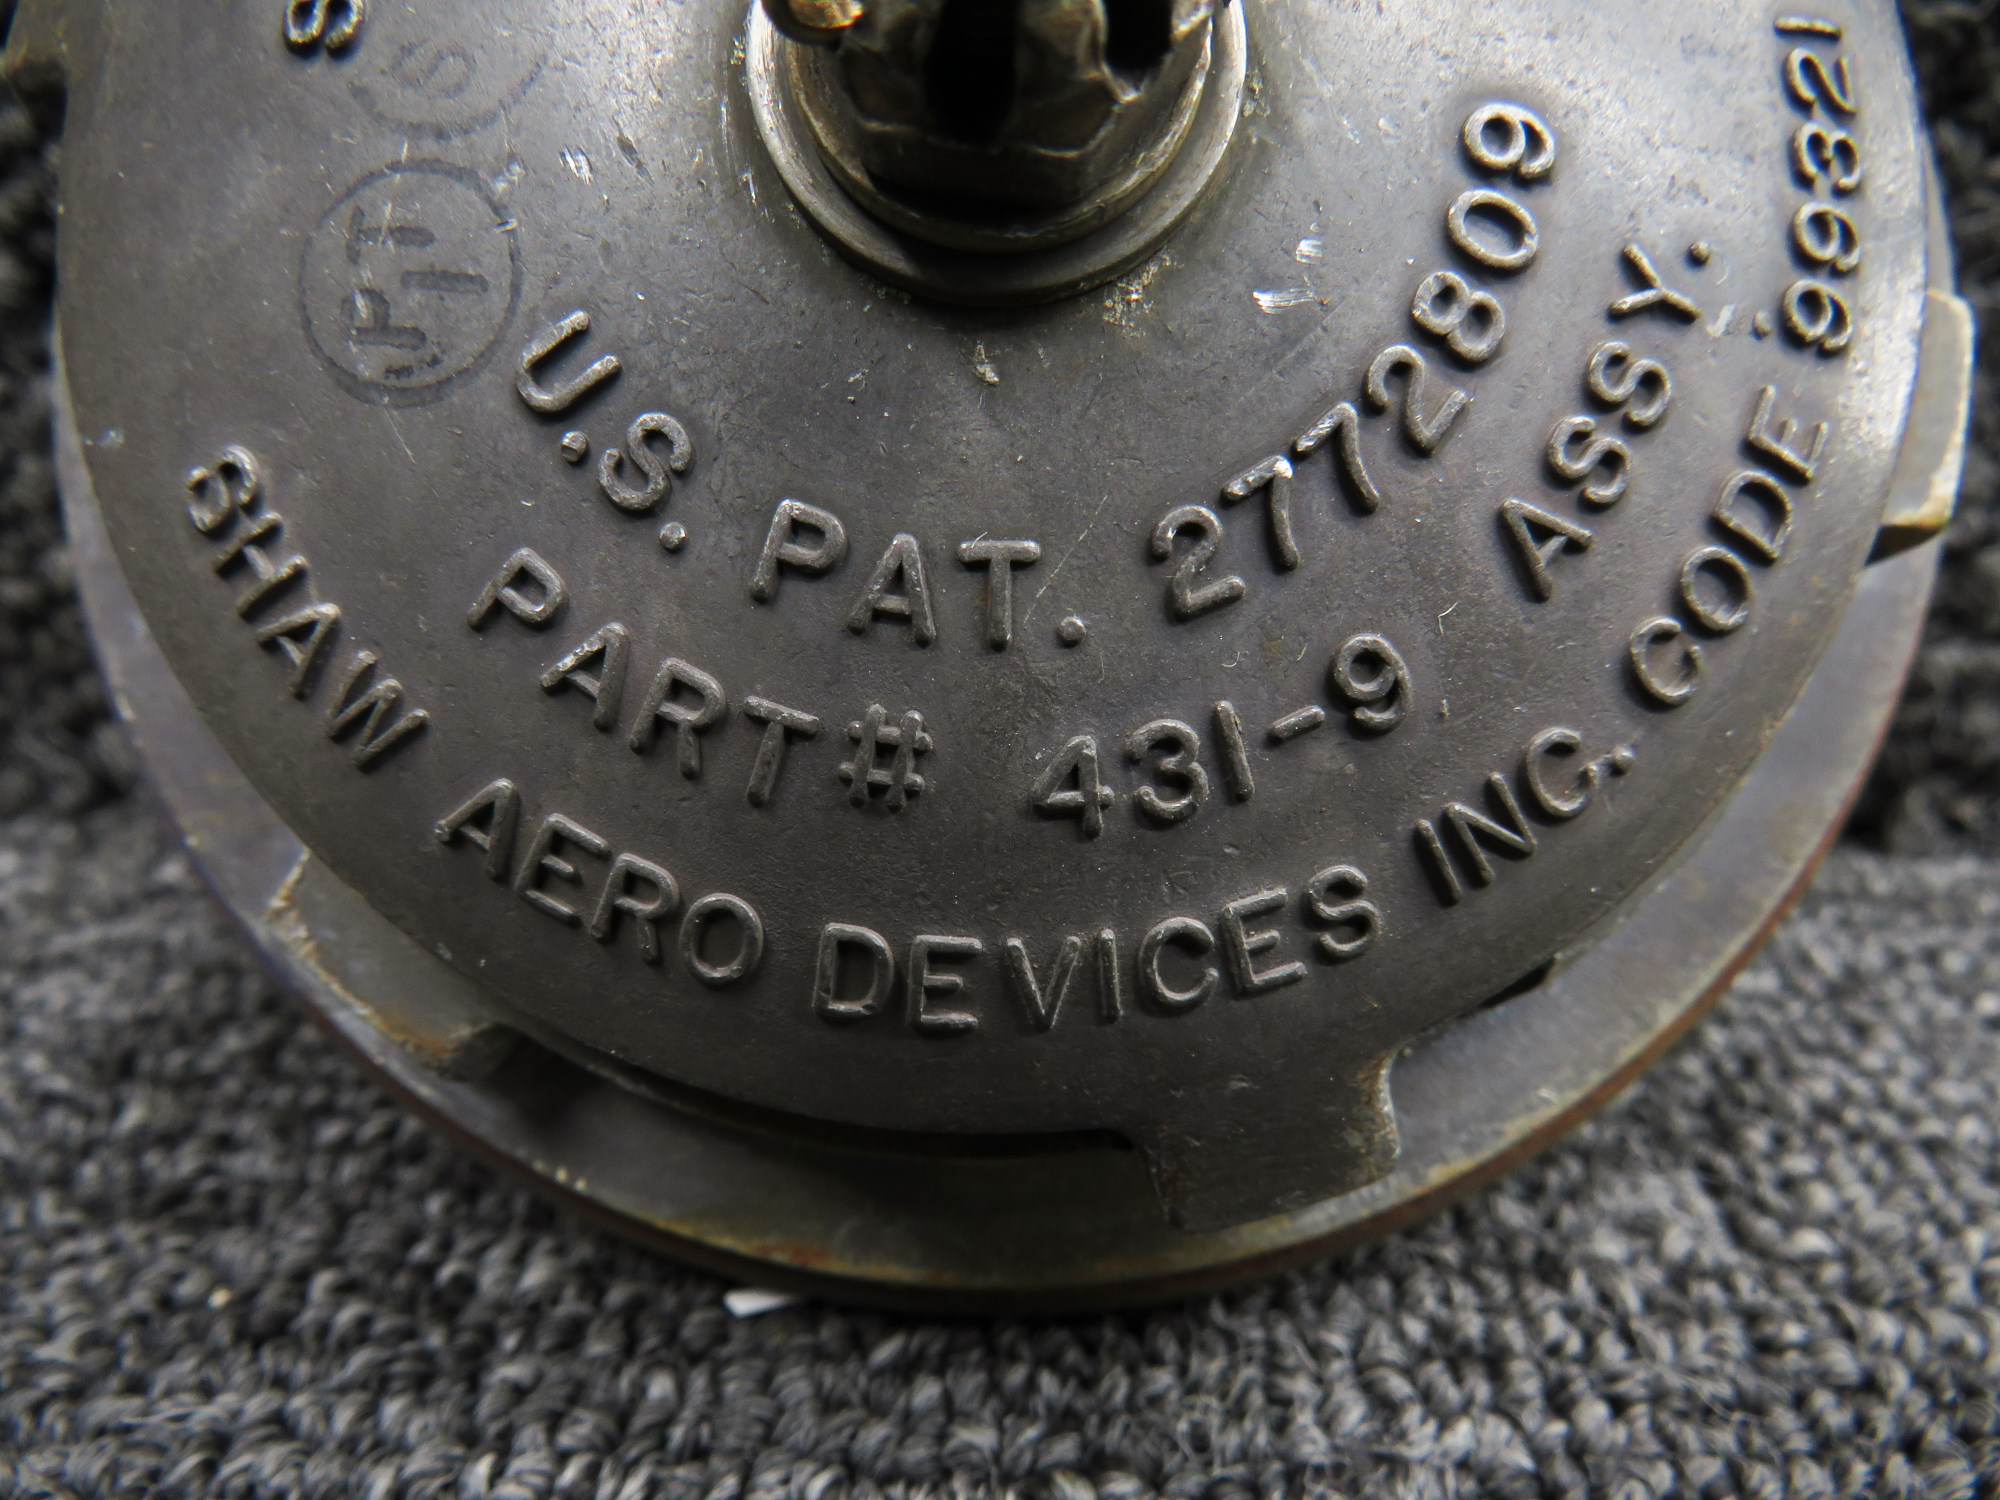 U.S. PAT. 2772809
PART# 431-9 ASSY.
SHAW AERO DEVICES INC. CODE 99321